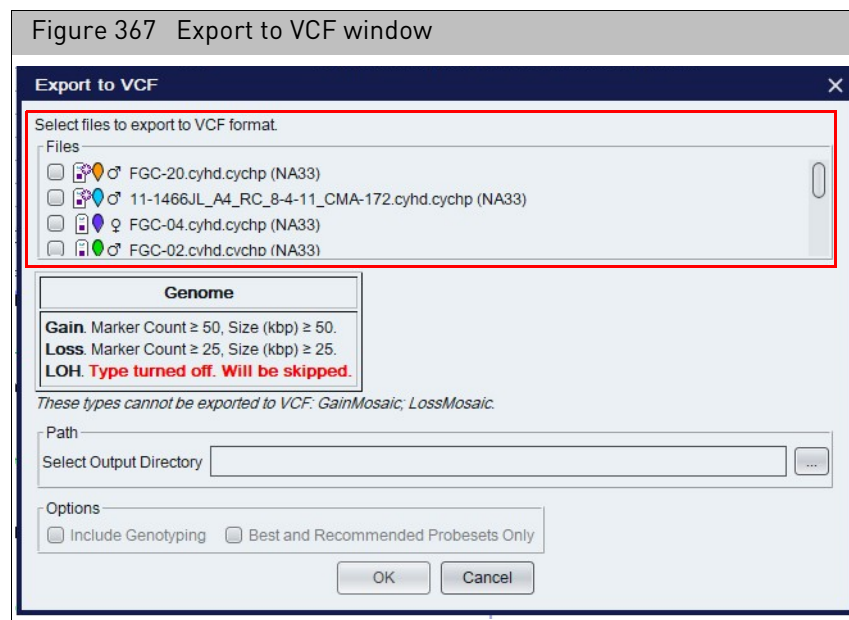 Figure 367 Export to VCF window
Export to VCF
Select files to export to VCF format.
Files
FGC-20.cyhd.cychp (NA33)
11-1466JL_A4_RC_8-4-11_CMA-172.cyhd.cychp (NA33)
FGC-04.cyhd.cychp (NA33)
FGC-02.cyhd.cychp (NA33)
Genome
Gain. Marker Count ≥ 50, Size (kbp) ≥ 50.
Loss. Marker Count ≥ 25, Size (kbp) ≥ 25.
LOH. Type turned off. Will be skipped.
These types cannot be exported to VCF: GainMosaic; LossMosaic.
Path
Select Output Directory ...
Options
Include Genotyping Best and Recommended Probesets Only
OK Cancel